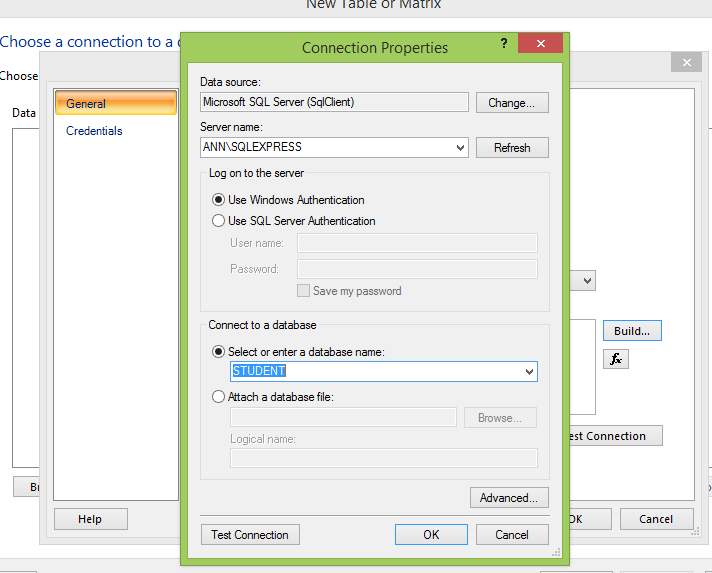 New Table or Matrix
Choose a connection to a
Choose
Data
General
Credentials
Help
Build...
fx
est Connection
OK
Cancel
Connection Properties
?
Data source:
Microsoft SQL Server (SqlClient)
Change...
Server name:
ANN\SQLEXPRESS
Refresh
Log on to the server
Use Windows Authentication
Use SQL Server Authentication
User name:
Password:
Save my password
Connect to a database
Select or enter a database name:
STUDENT
Attach a database file:
Browse...
Logical name:
Advanced...
Test Connection
OK
Cancel